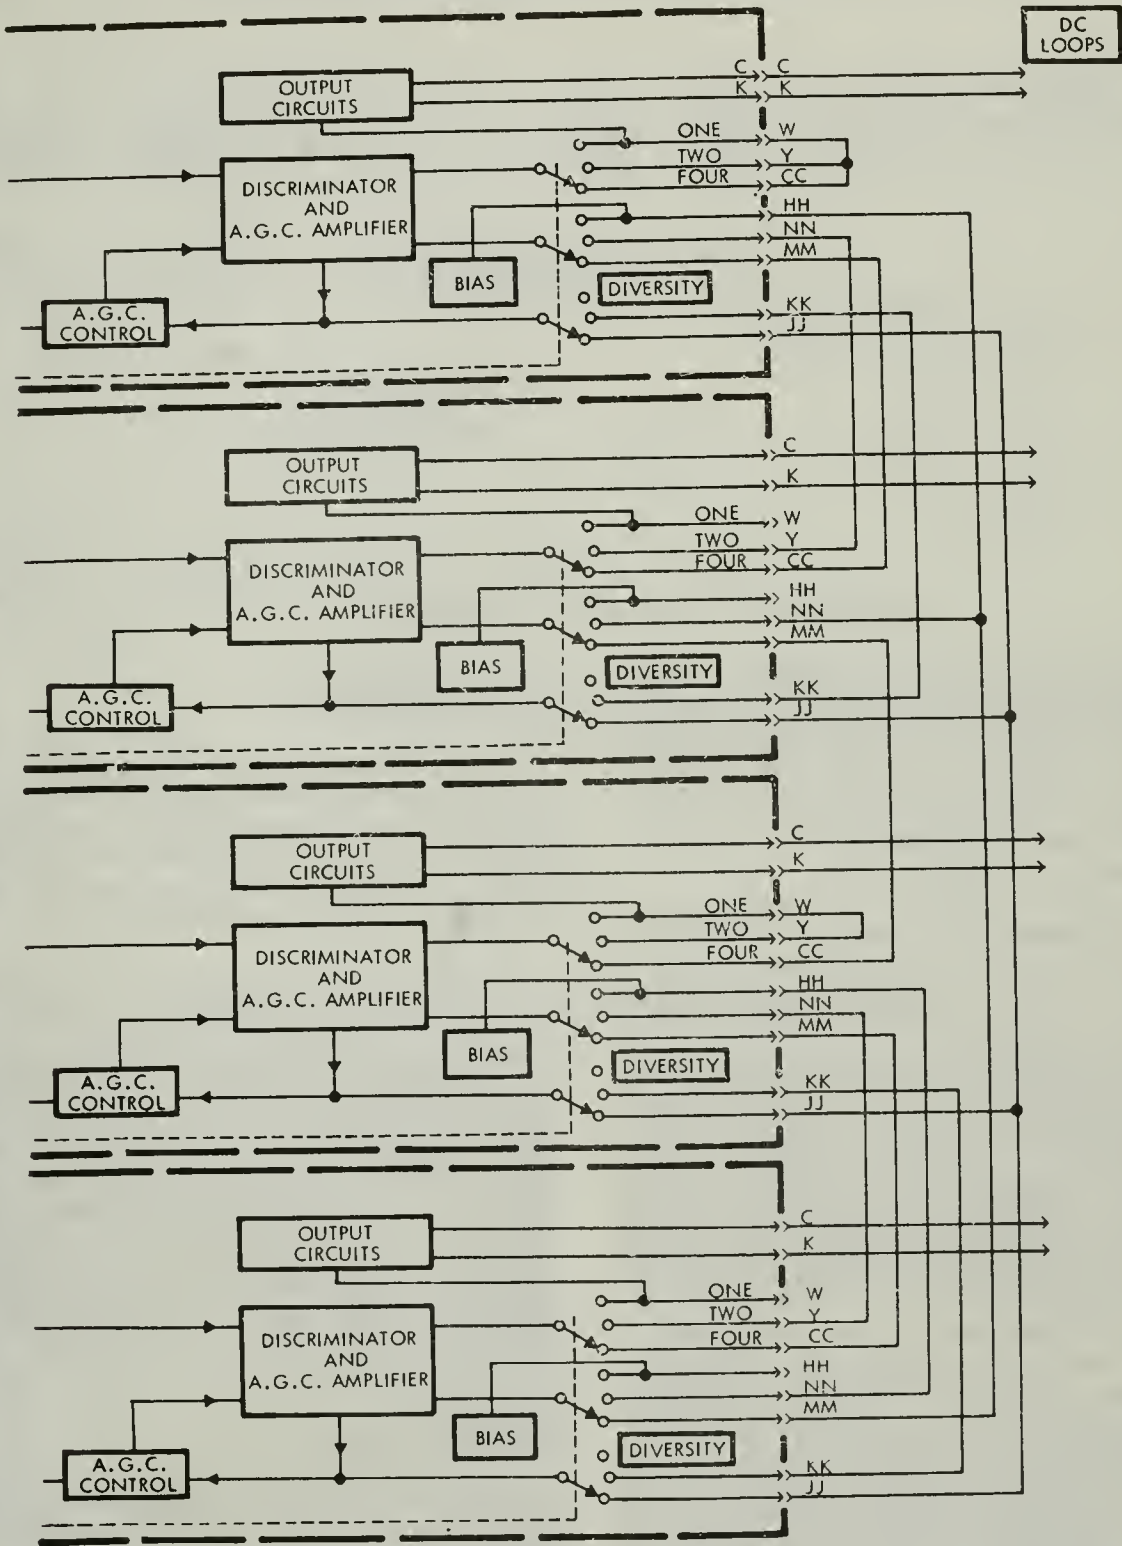 DC
LOOPS
OUTPUT
CIRCUITS
C C
K K
ONE W
TWO Y
FOUR CC
DISCRIMINATOR
AND
A.G.C. AMPLIFIER
HH
NN
MM
BIAS
DIVERSITY
KK
JJ
A.G.C.
CONTROL
OUTPUT
CIRCUITS
C
K
ONE W
TWO Y
FOUR CC
DISCRIMINATOR
AND
A.G.C. AMPLIFIER
HH
NN
MM
BIAS
DIVERSITY
KK
JJ
A.G.C.
CONTROL
OUTPUT
CIRCUITS
C
K
ONE W
TWO Y
FOUR CC
DISCRIMINATOR
AND
A.G.C. AMPLIFIER
HH
NN
MM
BIAS
DIVERSITY
KK
JJ
A.G.C.
CONTROL
OUTPUT
CIRCUITS
C
K
ONE W
TWO Y
FOUR CC
DISCRIMINATOR
AND
A.G.C. AMPLIFIER
HH
NN
MM
BIAS
DIVERSITY
KK
JJ
A.G.C.
CONTROL